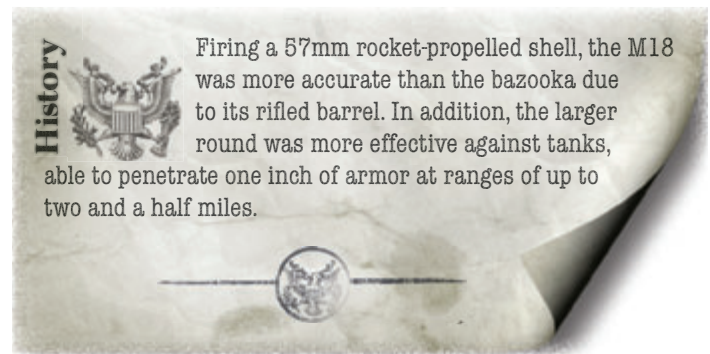 History
Firing a 57mm rocket-propelled shell, the M18
was more accurate than the bazooka due
to its rifled barrel. In addition, the larger
round was more effective against tanks,
able to penetrate one inch of armor at ranges of up to
two and a half miles.